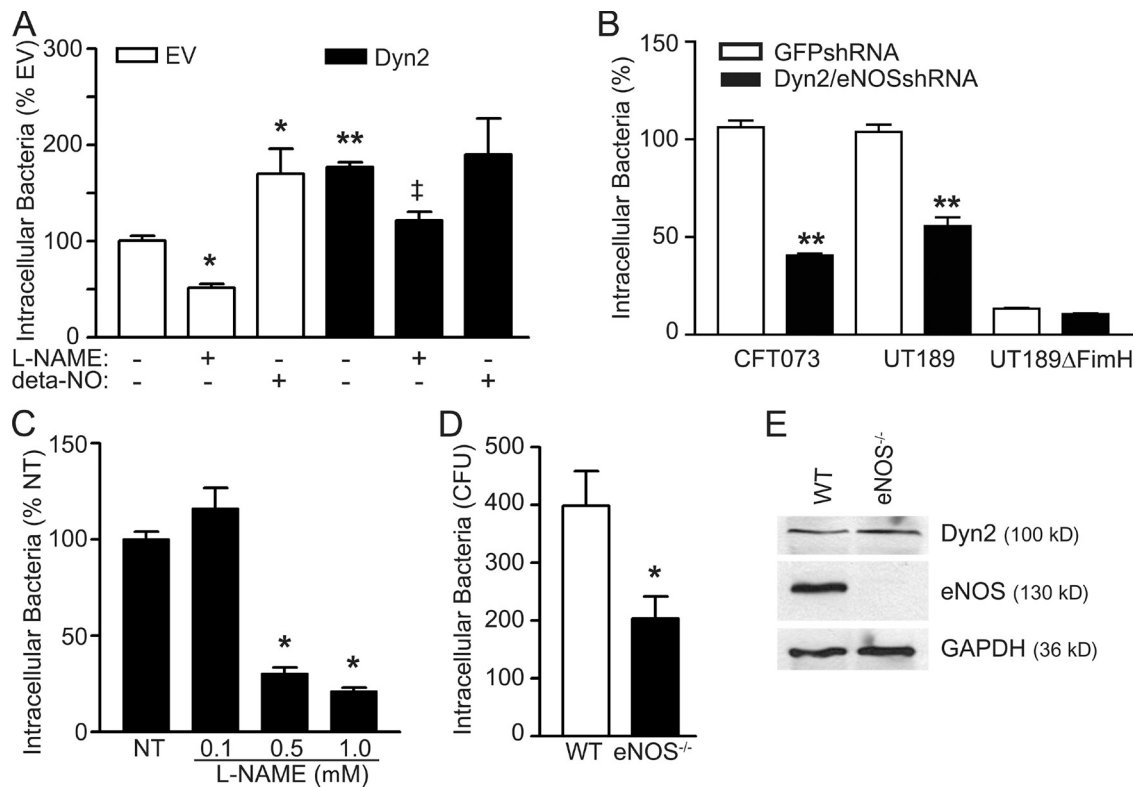 A
Intracellular Bacteria (% EV)
300
200
100
0
EV
Dyn2
*
*
**
‡
L-NAME: - + - - + -
deta-NO: - - + - - +
B
Intracellular Bacteria (%)
150
100
50
0
GFPshRNA
Dyn2/eNOSshRNA
**
**
CFT073 UT189 UT189ΔFimH
C
Intracellular Bacteria (% NT)
150
100
50
0
*
*
NT 0.1 0.5 1.0
L-NAME (mM)
D
Intracellular Bacteria (CFU)
500
400
300
200
100
0
*
WT eNOS-/-
E
WT
eNOS-/-
Dyn2 (100 kD)
eNOS (130 kD)
GAPDH (36 kD)